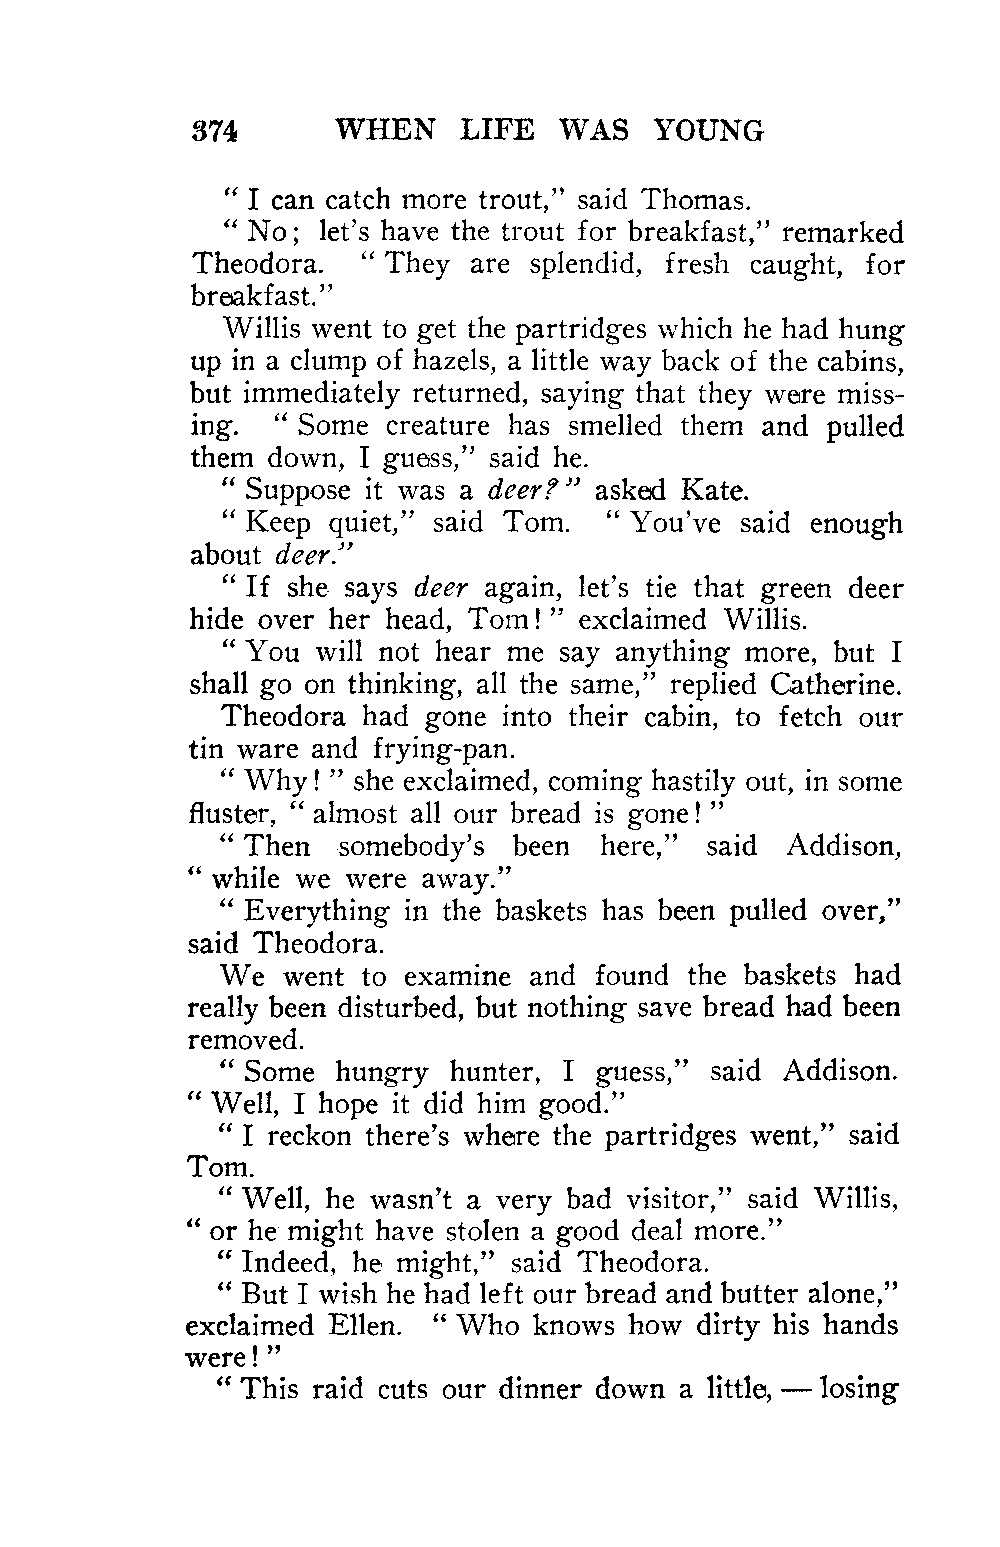 374 WHEN LIFE WAS YOUNG
“ I can catch more trout,” said Thomas.
“ No ; let’s have the trout for breakfast,” remarked
Theodora. “ They are splendid, fresh caught, for
breakfast.”
Willis went to get the partridges which he had hung
up in a clump of hazels, a little way back of the cabins,
but immediately returned, saying that they were miss-
ing. “ Some creature has smelled them and pulled
them down, I guess,” said he.
“ Suppose it was a deer? ” asked Kate.
“ Keep quiet,” said Tom. “ You’ve said enough
about deer.”
“ If she says deer again, let’s tie that green deer
hide over her head, Tom! ” exclaimed Willis.
“ You will not hear me say anything more, but I
shall go on thinking, all the same,” replied Catherine.
Theodora had gone into their cabin, to fetch our
tin ware and frying-pan.
“ Why! ” she exclaimed, coming hastily out, in some
fluster, “ almost all our bread is gone! ”
“ Then somebody’s been here,” said Addison,
“ while we were away.”
“ Everything in the baskets has been pulled over,”
said Theodora.
We went to examine and found the baskets had
really been disturbed, but nothing save bread had been
removed.
“ Some hungry hunter, I guess,” said Addison.
“ Well, I hope it did him good.”
“ I reckon there’s where the partridges went,” said
Tom.
“ Well, he wasn’t a very bad visitor,” said Willis,
“ or he might have stolen a good deal more.”
“ Indeed, he might,” said Theodora.
“ But I wish he had left our bread and butter alone,”
exclaimed Ellen. “ Who knows how dirty his hands
were! ”
“ This raid cuts our dinner down a little, — losing